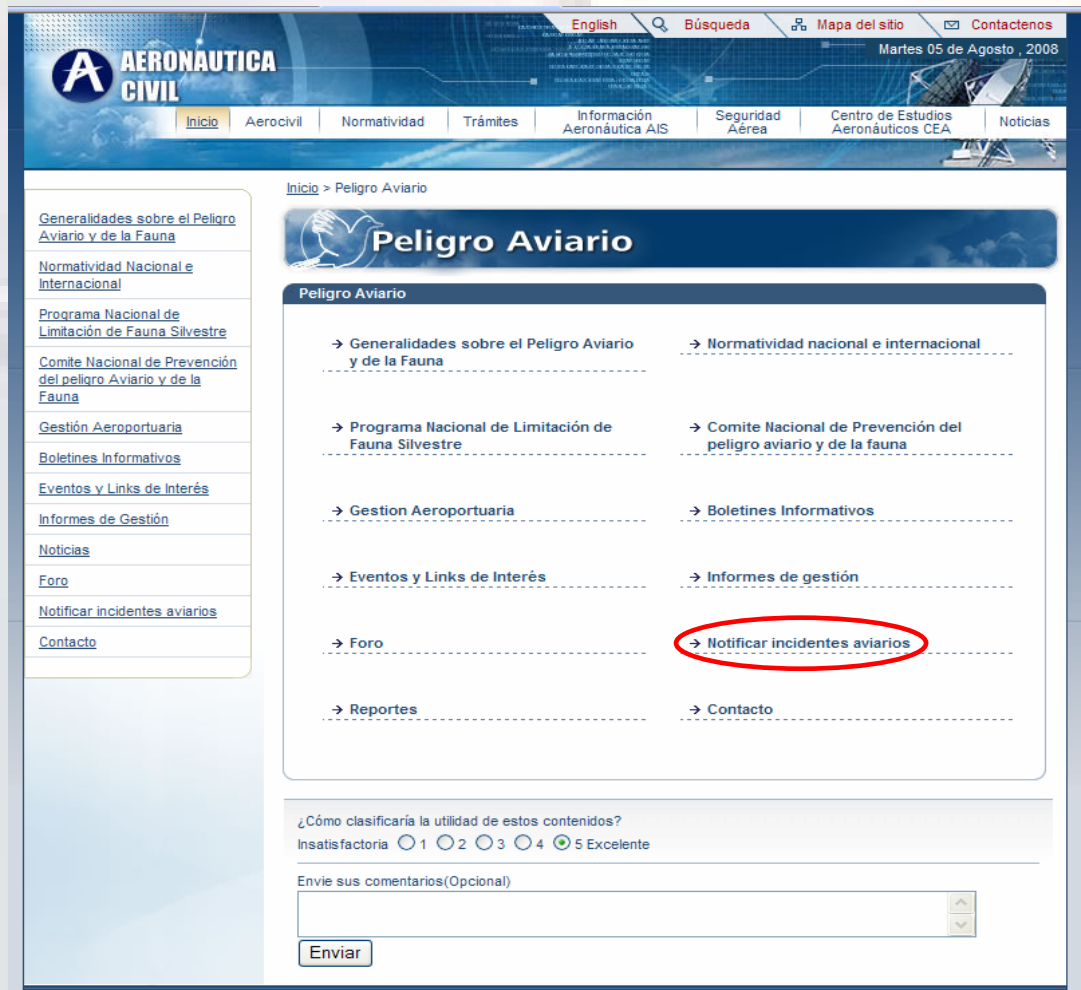 English
Búsqueda
Mapa del sitio
Contactenos
Martes 05 de Agosto , 2008
AERONAUTICA
CIVIL
Inicio
Aerocivil
Normatividad
Trámites
Información
Aeronáutica AIS
Seguridad
Aérea
Centro de Estudios
Aeronáuticos CEA
Noticias
Inicio > Peligro Aviario
Generalidades sobre el Peligro
Aviario y de la Fauna
Normatividad Nacional e
Internacional
Programa Nacional de
Limitación de Fauna Silvestre
Comite Nacional de Prevención
del peligro Aviario y de la
Fauna
Gestión Aeroportuaria
Boletines Informativos
Eventos y Links de Interés
Informes de Gestión
Noticias
Foro
Notificar incidentes aviarios
Contacto
Peligro Aviario
Peligro Aviario
Generalidades sobre el Peligro Aviario
y de la Fauna
Normatividad nacional e internacional
Programa Nacional de Limitación de
Fauna Silvestre
Comite Nacional de Prevención del
peligro aviario y de la fauna
Gestion Aeroportuaria
Boletines Informativos
Eventos y Links de Interés
Informes de gestión
Foro
Notificar incidentes aviarios
Reportes
Contacto
¿Cómo clasificaría la utilidad de estos contenidos?
Insatisfactoria 1 2 3 4 5 Excelente
Envie sus comentarios(Opcional)
Enviar